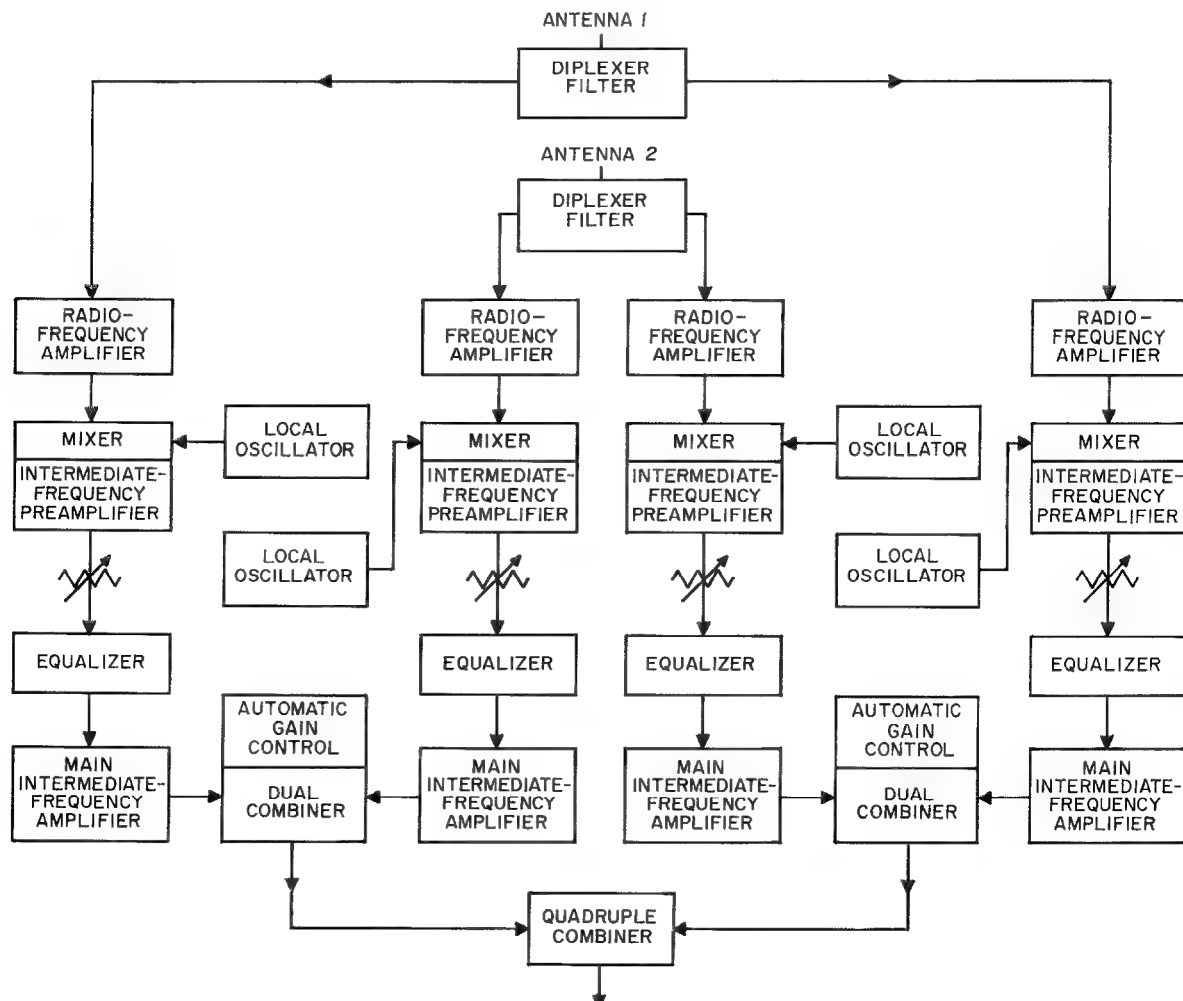 ANTENNA 1
DIPLEXER
FILTER
ANTENNA 2
DIPLEXER
FILTER
RADIO-
FREQUENCY
AMPLIFIER
RADIO-
FREQUENCY
AMPLIFIER
RADIO-
FREQUENCY
AMPLIFIER
RADIO-
FREQUENCY
AMPLIFIER
MIXER
INTERMEDIATE-
FREQUENCY
PREAMPLIFIER
LOCAL
OSCILLATOR
MIXER
INTERMEDIATE-
FREQUENCY
PREAMPLIFIER
LOCAL
OSCILLATOR
MIXER
INTERMEDIATE-
FREQUENCY
PREAMPLIFIER
LOCAL
OSCILLATOR
MIXER
INTERMEDIATE-
FREQUENCY
PREAMPLIFIER
LOCAL
OSCILLATOR
EQUALIZER
EQUALIZER
EQUALIZER
EQUALIZER
MAIN
INTERMEDIATE-
FREQUENCY
AMPLIFIER
AUTOMATIC
GAIN
CONTROL
DUAL
COMBINER
MAIN
INTERMEDIATE-
FREQUENCY
AMPLIFIER
MAIN
INTERMEDIATE-
FREQUENCY
AMPLIFIER
AUTOMATIC
GAIN
CONTROL
DUAL
COMBINER
MAIN
INTERMEDIATE-
FREQUENCY
AMPLIFIER
QUADRUPLE
COMBINER